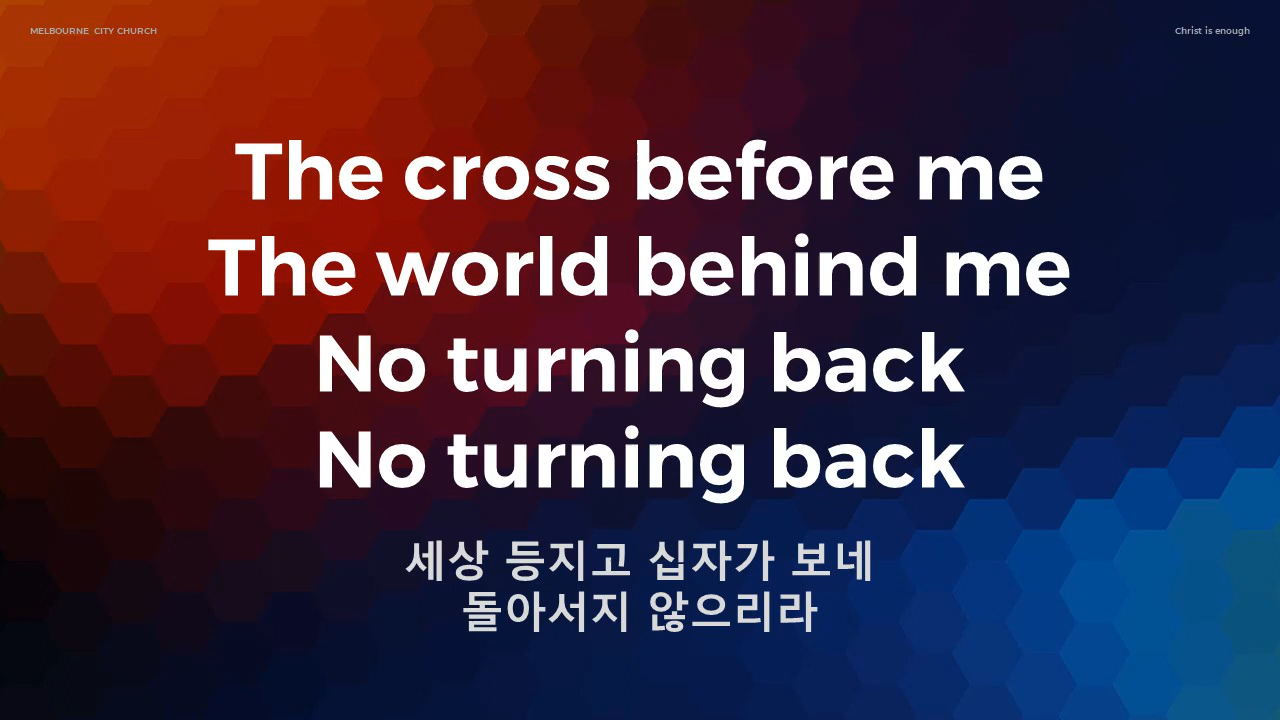 MELBOURNE CITY CHURCH
Christ is enough
The cross before me
The world behind me
No turning back
No turning back
세상 등지고 십자가 보네
돌아서지 않으리라